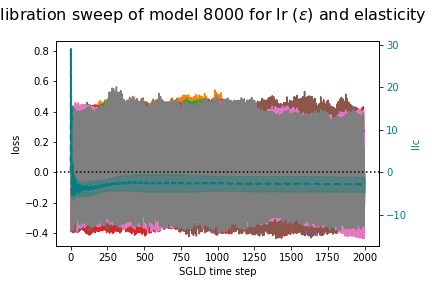 libration sweep of model 8000 for lr (ε) and elasticity
0.8
0.6
0.4
0.2
0.0
−0.2
−0.4
loss
30
20
10
0
−10
llc
0 250 500 750 1000 1250 1500 1750 2000
SGLD time step